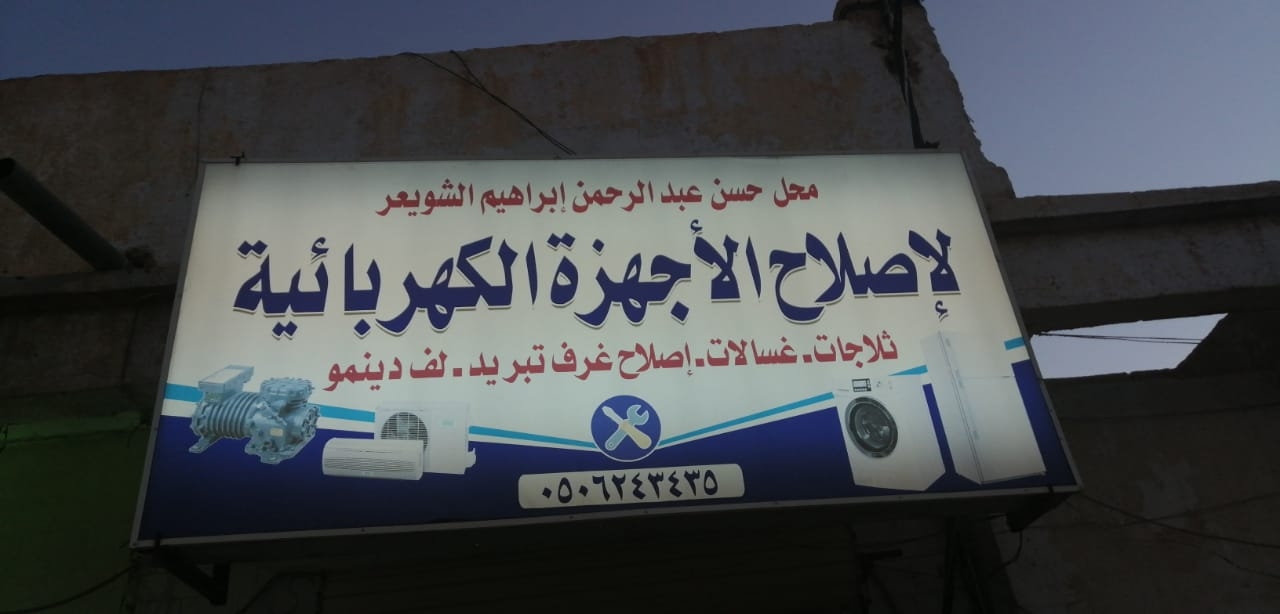 محل حسن عبد الرحمن إبراهيم الشويعر
لإصلاح الأجهزة الكهربائية
ثلاجات - غسالات - إصلاح غرف تبريد - لف دينمو
٠٥٠٦٢٤٣٤٣٥